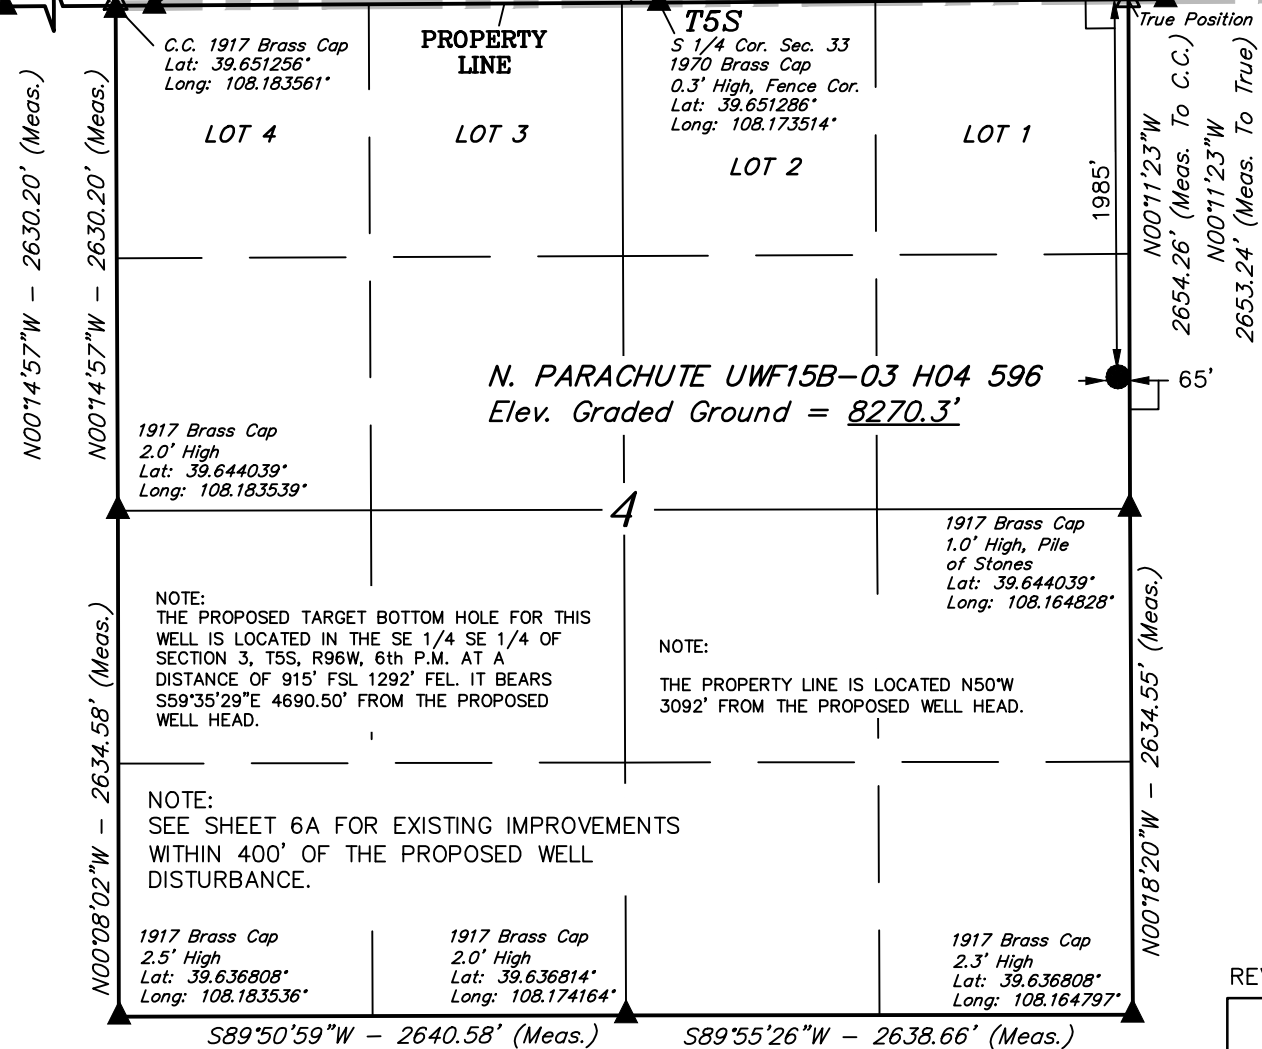 True Position
T5S
C.C. 1917 Brass Cap
Lat: 39.651256°
Long: 108.183561°
PROPERTY
LINE
S 1/4 Cor. Sec. 33
1970 Brass Cap
0.3' High, Fence Cor.
Lat: 39.651286°
Long: 108.173514°
LOT 4
LOT 3
LOT 2
LOT 1
N00°14'57"W - 2630.20' (Meas.)
N00°14'57"W - 2630.20' (Meas.)
1985'
N00°11'23"W
2654.26' (Meas. To C.C.)
N00°11'23"W
2653.24' (Meas. To True)
N. PARACHUTE UWF15B-03 H04 596
Elev. Graded Ground = 8270.3'
65'
1917 Brass Cap
2.0' High
Lat: 39.644039°
Long: 108.183539°
4
1917 Brass Cap
1.0' High, Pile
of Stones
Lat: 39.644039°
Long: 108.164828°
NOTE:
THE PROPOSED TARGET BOTTOM HOLE FOR THIS
WELL IS LOCATED IN THE SE 1/4 SE 1/4 OF
SECTION 3, T5S, R96W, 6th P.M. AT A
DISTANCE OF 915' FSL 1292' FEL. IT BEARS
S59°35'29"E 4690.50' FROM THE PROPOSED
WELL HEAD.
NOTE:
THE PROPERTY LINE IS LOCATED N50°W
3092' FROM THE PROPOSED WELL HEAD.
N00°08'02"W - 2634.58' (Meas.)
N00°18'20"W - 2634.55' (Meas.)
NOTE:
SEE SHEET 6A FOR EXISTING IMPROVEMENTS
WITHIN 400' OF THE PROPOSED WELL
DISTURBANCE.
1917 Brass Cap
2.5' High
Lat: 39.636808°
Long: 108.183536°
1917 Brass Cap
2.0' High
Lat: 39.636814°
Long: 108.174164°
1917 Brass Cap
2.3' High
Lat: 39.636808°
Long: 108.164797°
S89°50'59"W - 2640.58' (Meas.)
S89°55'26"W - 2638.66' (Meas.)